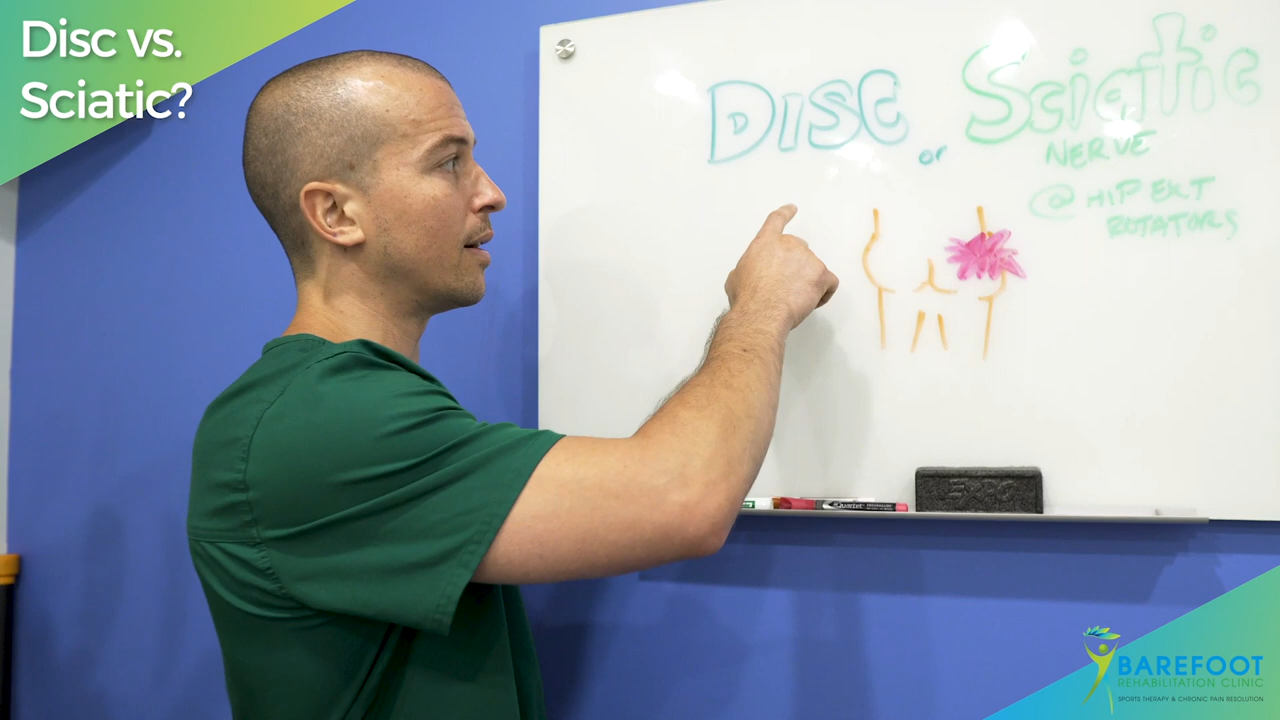 Disc vs.
Sciatic?
Disc
or
Sciatic
NERVE
@ HIP EXT
ROTATORS
EXPO
Quartet
BAREFOOT
REHABILITATION CLINIC
SPORTS THERAPY & CHRONIC PAIN RESOLUTION